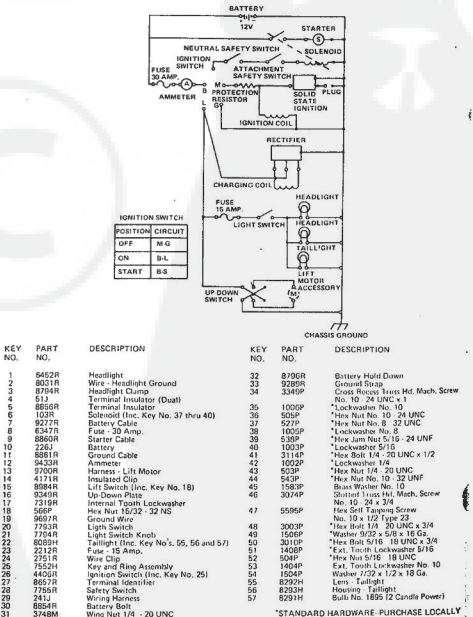 BATTERY
12V
STARTER
S
NEUTRAL SAFETY SWITCH
SOLENOID
IGNITION
SWITCH
ATTACHMENT
SAFETY SWITCH
FUSE
30 AMP.
A
AMMETER
B
L
M
G
PROTECTION
RESISTOR
SOLID
STATE
IGNITION
PLUG
IGNITION COIL
RECTIFIER
CHARGING COIL
FUSE
15 AMP.
LIGHT SWITCH
HEADLIGHT
HEADLIGHT
TAILLIGHT
LIFT
MOTOR
ACCESSORY
M
UP DOWN
SWITCH
CHASSIS GROUND
IGNITION SWITCH
POSITION CIRCUIT
OFF M-G
ON B-L
START B-S
KEY NO. PART NO. DESCRIPTION
1 6452R Headlight
2 8031R Wire - Headlight Ground
3 8794R Headlight Clamp
4 51J Terminal Insulator (Dual)
5 8856R Terminal Insulator
6 103R Solenoid (Inc. Key No. 37 thru 40)
7 9277R Battery Cable
8 6347R Fuse - 30 Amp.
9 8860R Starter Cable
10 226J Battery
11 8861R Ground Cable
12 9433R Ammeter
13 9700R Harness - Lift Motor
14 4171R Insulated Clip
15 8984R Lift Switch (Inc. Key No. 18)
16 9349R Up-Down Plate
17 7319R Internal Tooth Lockwasher
18 566P Hex Nut 15/32 - 32 NS
19 9697R Ground Wire
20 7793R Ligth Switch
21 7794R Light Switch Knob
22 8089H Taillight (Inc. Key No's. 55, 56 and 57)
23 2212R Fuse - 15 Amp.
24 2751R Wire Clip
25 7552H Key and Ring Assembly
26 4406R Ignition Switch (Inc. Key No. 25)
27 8657R Terminal Identifier
28 7755R Safety Switch
29 241J Wiring Harness
30 8854R Battery Bolt
31 3748M Wing Nut 1/4 - 20 UNC
KEY NO. PART NO. DESCRIPTION
32 8796R Battery Hold Down
33 9289R Ground Strap
34 3349P Cross Recess Truss Hd. Mach. Screw
No. 10 - 24 UNC x 1
35 1006P *Lockwasher No. 10
36 505P *Hex Nut No. 10 - 24 UNC
37 527P *Hex Nut No. 8 32 UNC
38 1005P *Lockwasher No. 8
39 538P *Hex Jam Nut 5/16 - 24 UNF
40 1003P *Lockwasher 5/16
41 3114P *Hex Bolt 1/4 - 20 UNC x 1/2
42 1002P *Lockwasher 1/4
43 503P *Hex Nut 1/4 - 20 UNC
44 543P *Hex Nut No. 10 - 32 UNF
45 1583P Brass Washer No. 10
46 3074P Slotted Truss Hd. Mach. Screw
No. 10 - 24 x 3/4
47 5595P Hex Self Tapping Screw
No. 10 x 1/2 Type 23
48 3003P *Hex Bolt 1/4 20 UNC x 3/4
49 1506P *Washer 9/32 x 5/8 x 16 Ga.
50 3010P *Hex Bolt 5/16 18 UNC x 3/4
51 1408P *Ext. Tooth Lockwasher 5/16
52 504P *Hex Nut 5/16 18 UNC
53 1404P Ext. Tooth Lockwasher No. 10
54 1504P Washer 7/32 x 1/2 x 18 Ga.
55 8292H Lens - Taillight
56 8293H Housing - Taillight
57 8291H Bulb No. 1895 (2 Candle Power)
*STANDARD HARDWARE-PURCHASE LOCALLY